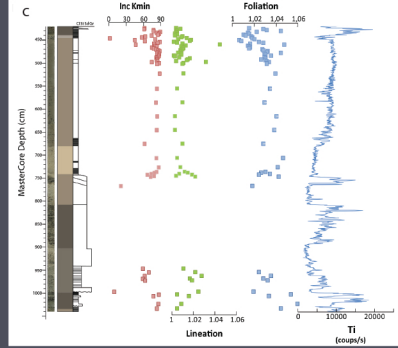 C
Inc Kmin
Foliation
0 30 60 90
1 1,02 1,04 1,06
MasterCore Depth (cm)
450
500
550
600
650
700
750
800
850
900
950
1000
1 1.02 1.04 1.06
Lineation
0 10000 20000
Ti
(coups/s)